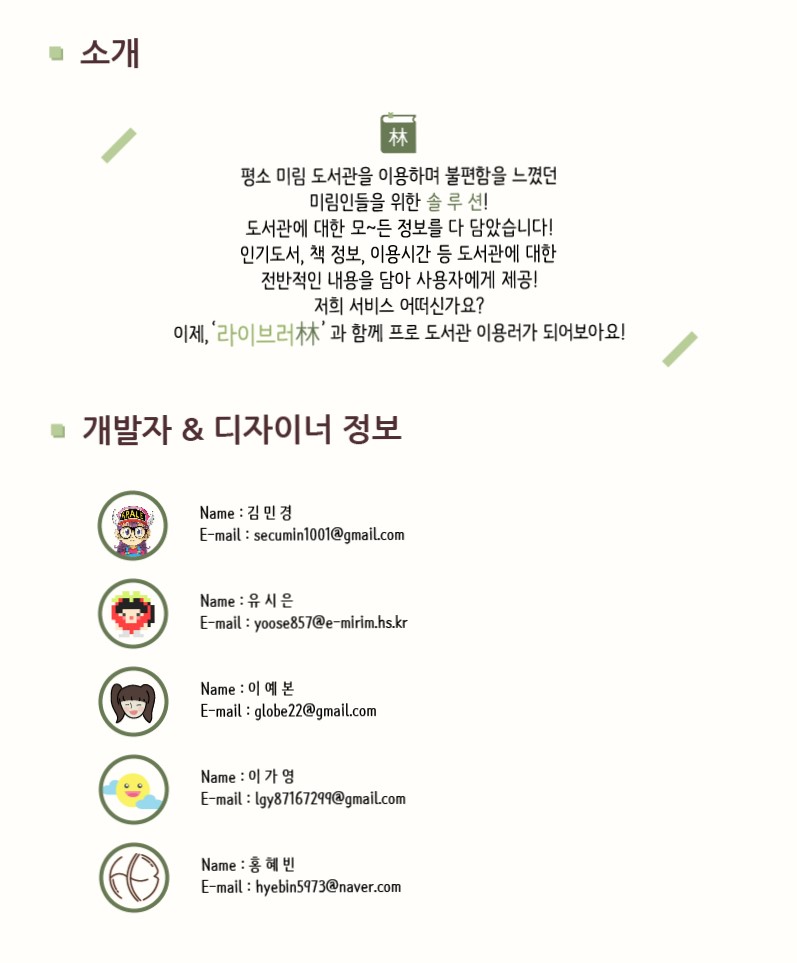 소개
林
평소 미림 도서관을 이용하며 불편함을 느꼈던
미림인들을 위한 솔 루 션!
도서관에 대한 모~든 정보를 다 담았습니다!
인기도서, 책 정보, 이용시간 등 도서관에 대한
전반적인 내용을 담아 사용자에게 제공!
저희 서비스 어떠신가요?
이제, ‘라이브러林’ 과 함께 프로 도서관 이용러가 되어보아요!
개발자 & 디자이너 정보
Name : 김 민 경
E-mail : secumin1001@gmail.com
Name : 유 시 은
E-mail : yoose857@e-mirim.hs.kr
Name : 이 예 본
E-mail : globe22@gmail.com
Name : 이 가 영
E-mail : lgy87167299@gmail.com
Name : 홍 혜 빈
E-mail : hyebin5973@naver.com